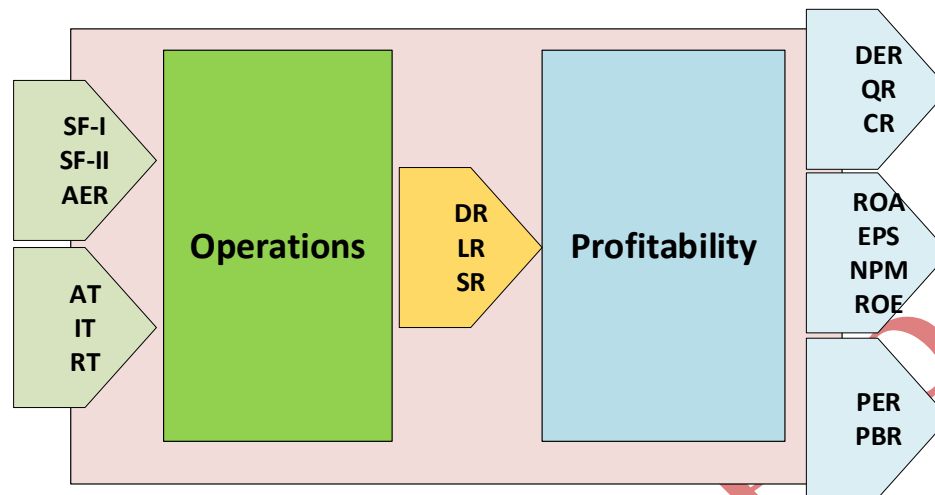 SF-I
SF-II
AER
AT
IT
RT
Operations
DR
LR
SR
Profitability
DER
QR
CR
ROA
EPS
NPM
ROE
PER
PBR